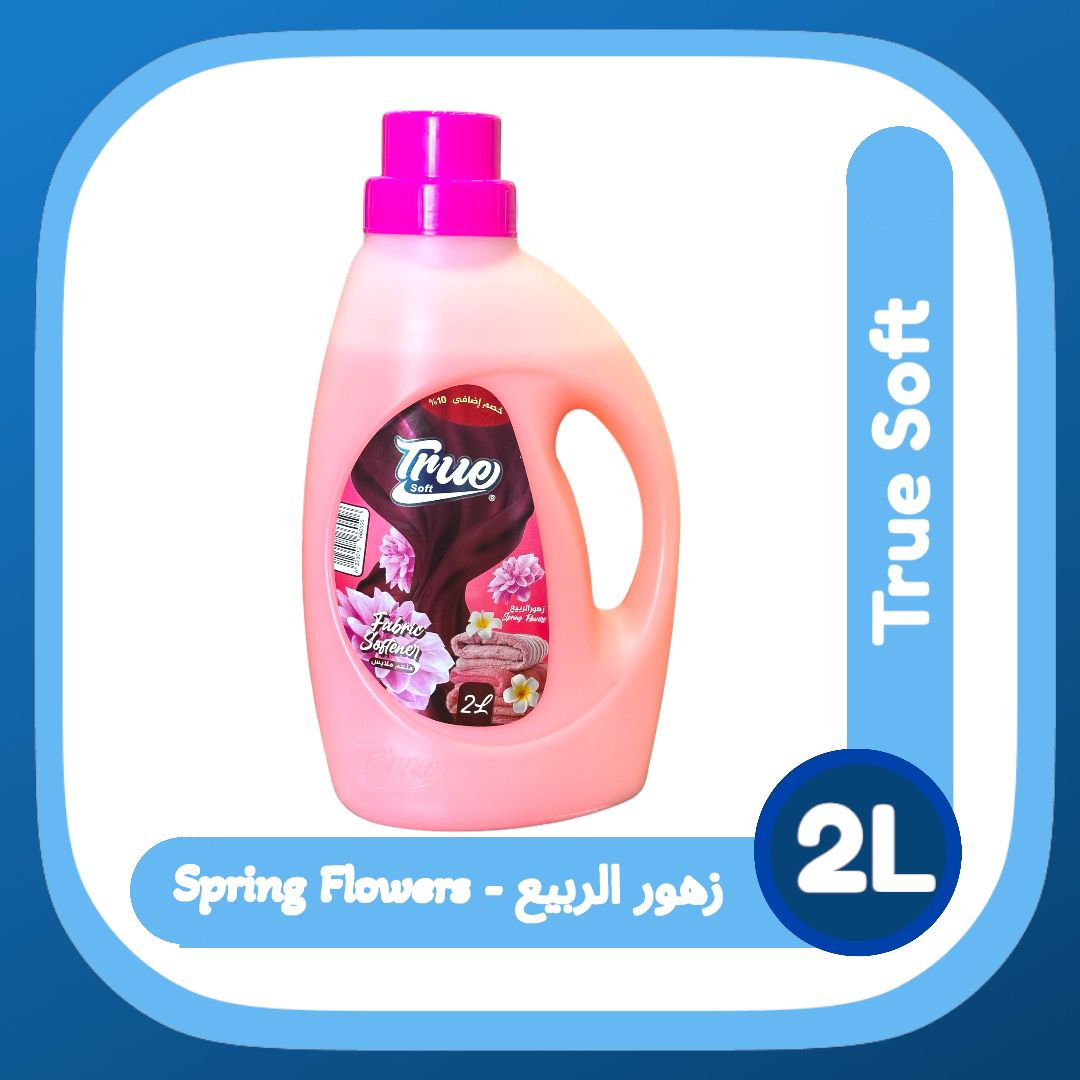 خصم إضافي 10%
True
Soft
®
زهور الربيع
Spring Flowers
Fabric
Softener
منعم ملابس
2L
True Soft
Spring Flowers - زهور الربيع
2L